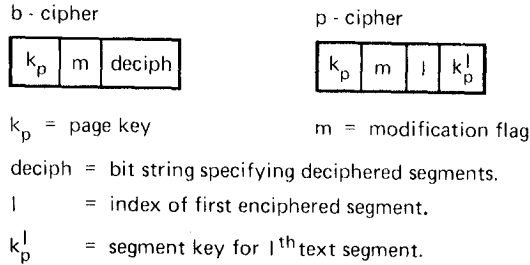 b - cipher p - cipher
k_p m deciph k_p m l k_p^l
k_p = page key m = modification flag
deciph = bit string specifying deciphered segments.
l = index of first enciphered segment.
k_p^l = segment key for l^th text segment.